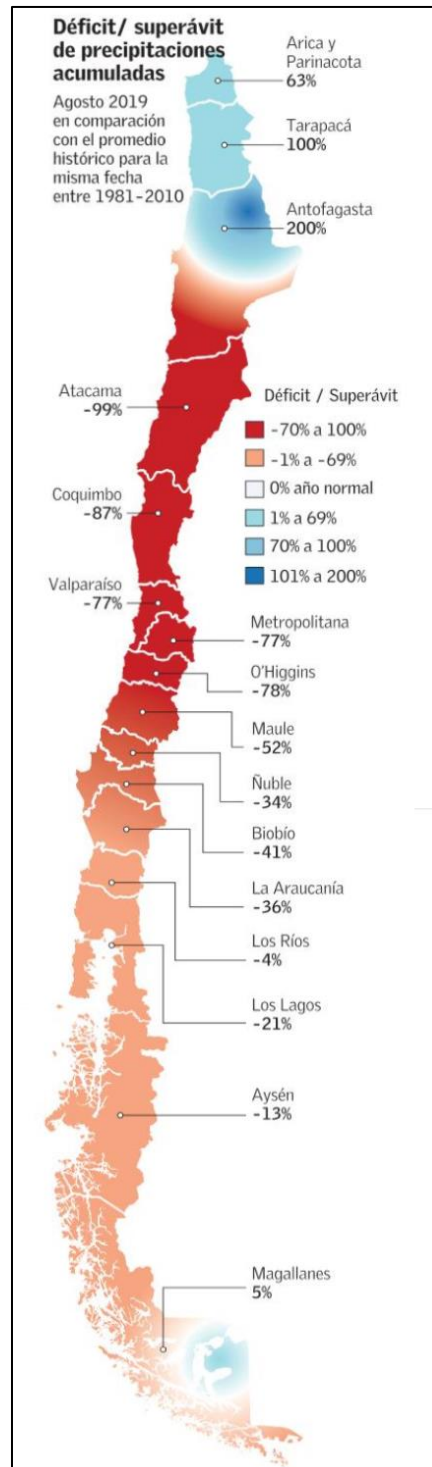 Déficit/ superávit
de precipitaciones
acumuladas
Agosto 2019
en comparación
con el promedio
histórico para la
misma fecha
entre 1981-2010
Arica y
Parinacota
63%
Tarapacá
100%
Antofagasta
200%
Atacama
-99%
Déficit / Superávit
-70% a 100%
-1% a -69%
0% año normal
1% a 69%
70% a 100%
101% a 200%
Coquimbo
-87%
Valparaíso
-77%
Metropolitana
-77%
O'Higgins
-78%
Maule
-52%
Ñuble
-34%
Biobío
-41%
La Araucanía
-36%
Los Ríos
-4%
Los Lagos
-21%
Aysén
-13%
Magallanes
5%